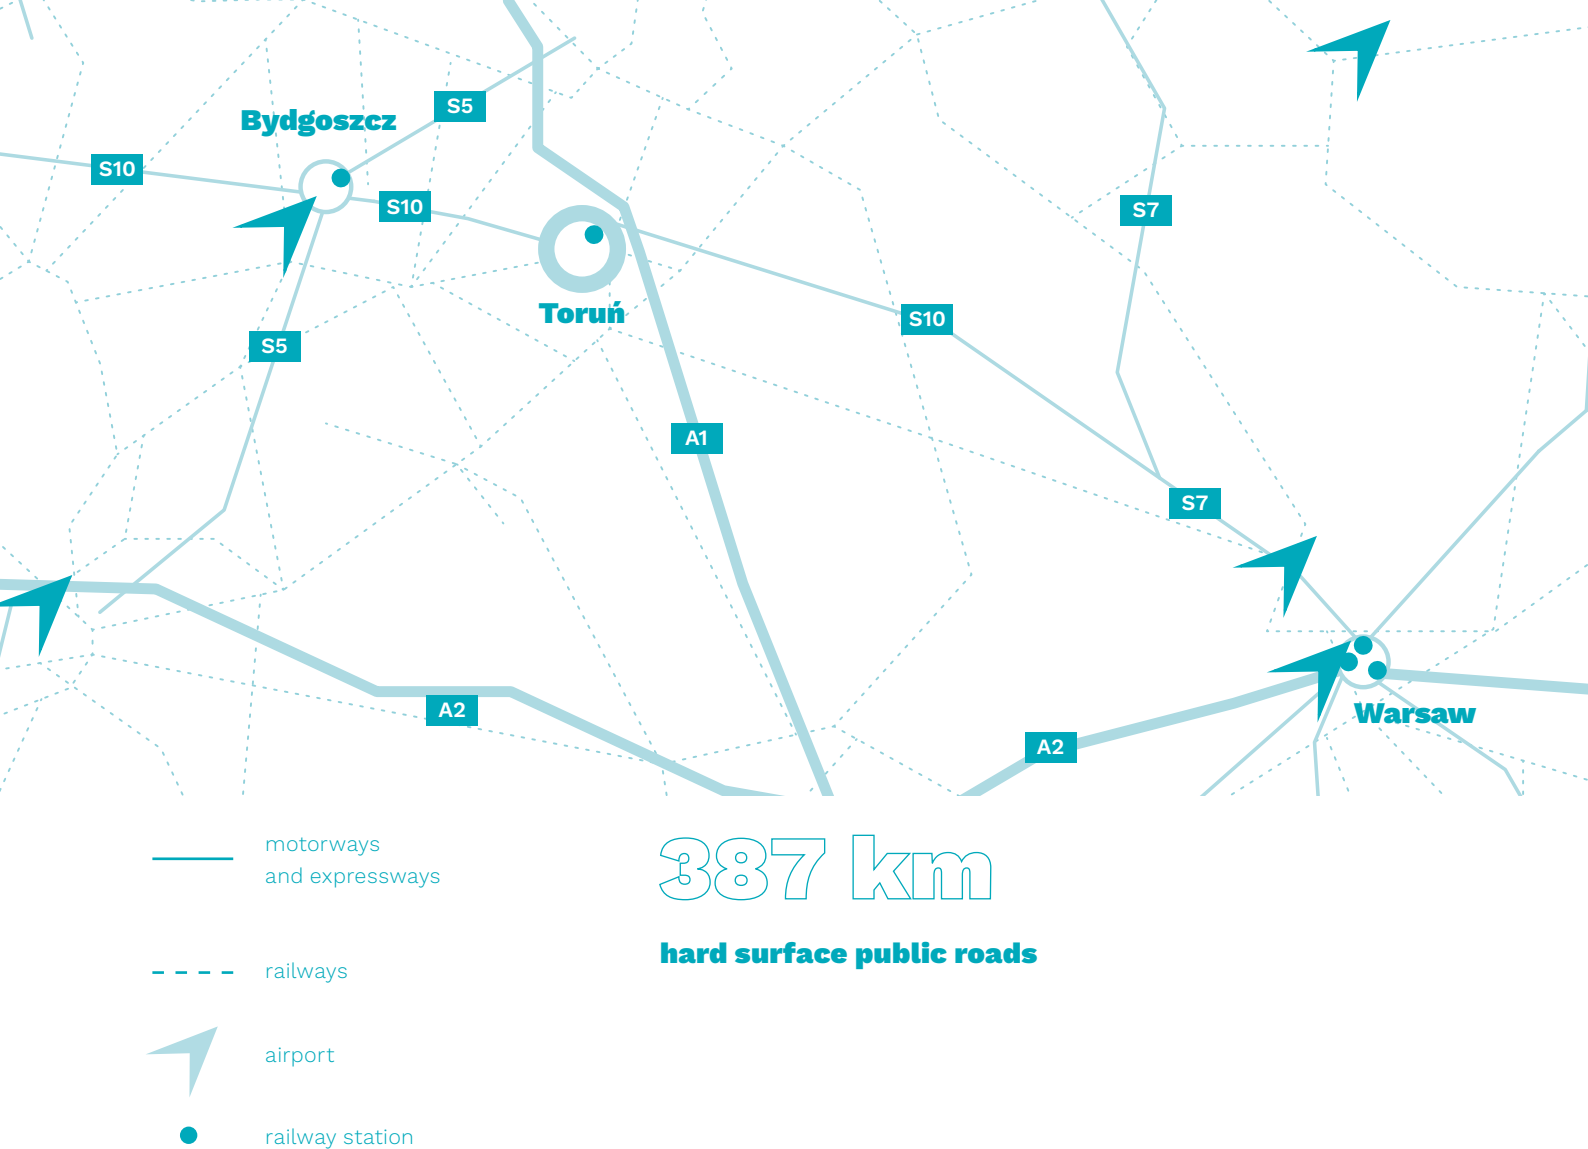 S5
Bydgoszcz
S10
S10
S7
Toruń
S10
S5
A1
S7
A2
Warsaw
A2
motorways
and expressways
387 km
hard surface public roads
railways
airport
railway station